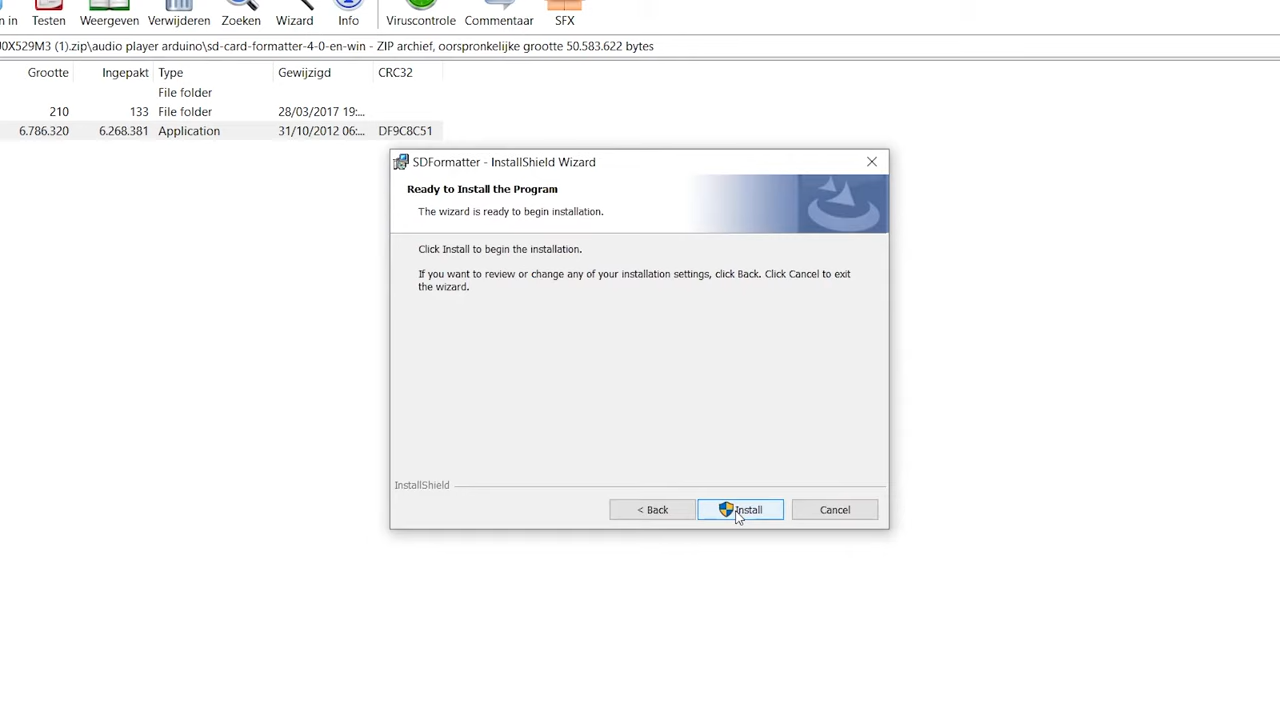 n in Testen Weergeven Verwijderen Zoeken Wizard Info Viruscontrole Commentaar SFX
0X529M3 (1).zip\audio player arduino\sd-card-formatter-4-0-en-win - ZIP archief, oorspronkelijke grootte 50.583.622 bytes
Grootte Ingepakt Type Gewijzigd CRC32
File folder
210 133 File folder 28/03/2017 19:...
6.786.320 6.268.381 Application 31/10/2012 06:... DF9C8C51
SDFormatter - InstallShield Wizard
Ready to Install the Program
The wizard is ready to begin installation.
Click Install to begin the installation.
If you want to review or change any of your installation settings, click Back. Click Cancel to exit
the wizard.
InstallShield
< Back Install Cancel